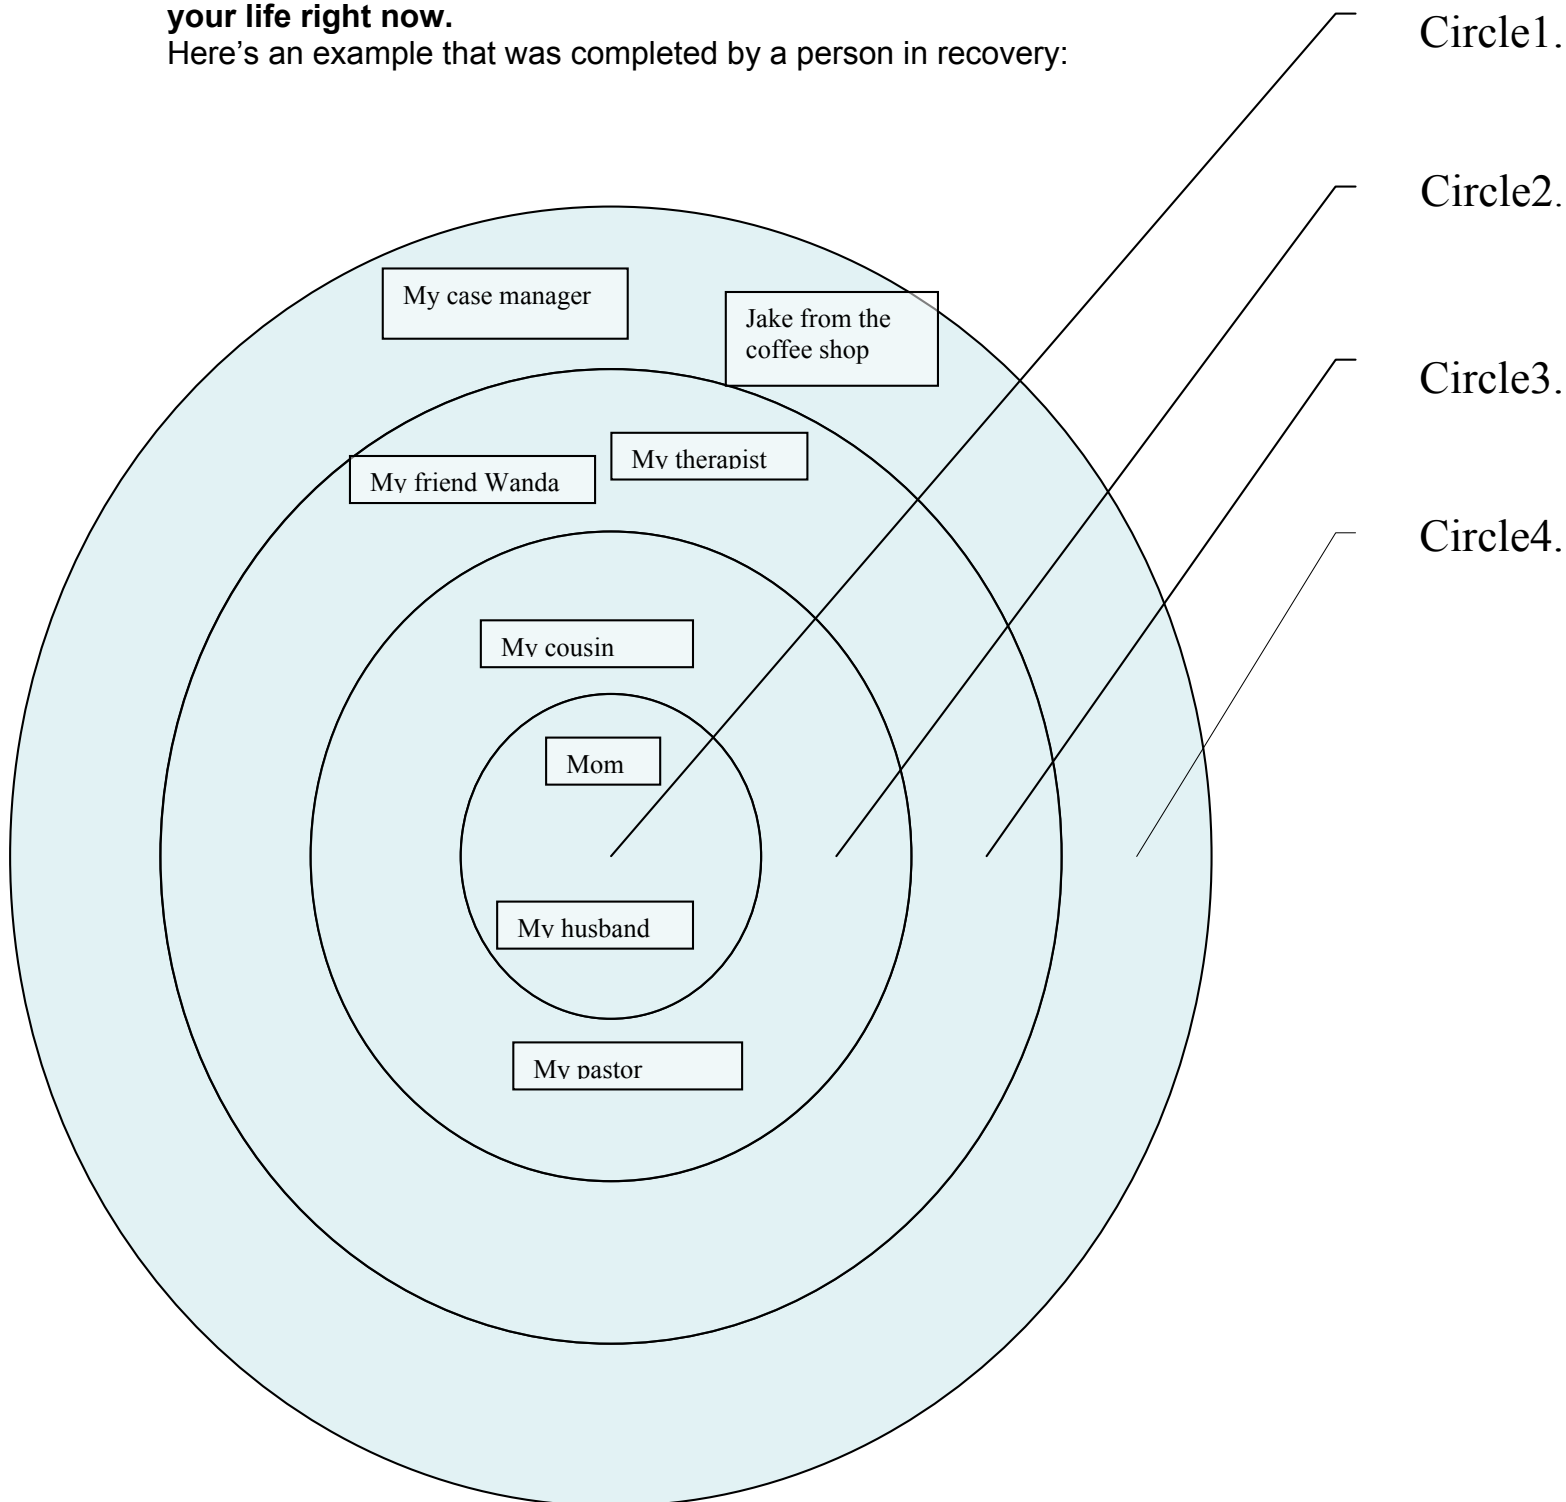 your life right now.
Here’s an example that was completed by a person in recovery:
Circle1.
Circle2.
My case manager
Jake from the
coffee shop
Circle3.
My therapist
My friend Wanda
Circle4.
My cousin
Mom
My husband
My pastor